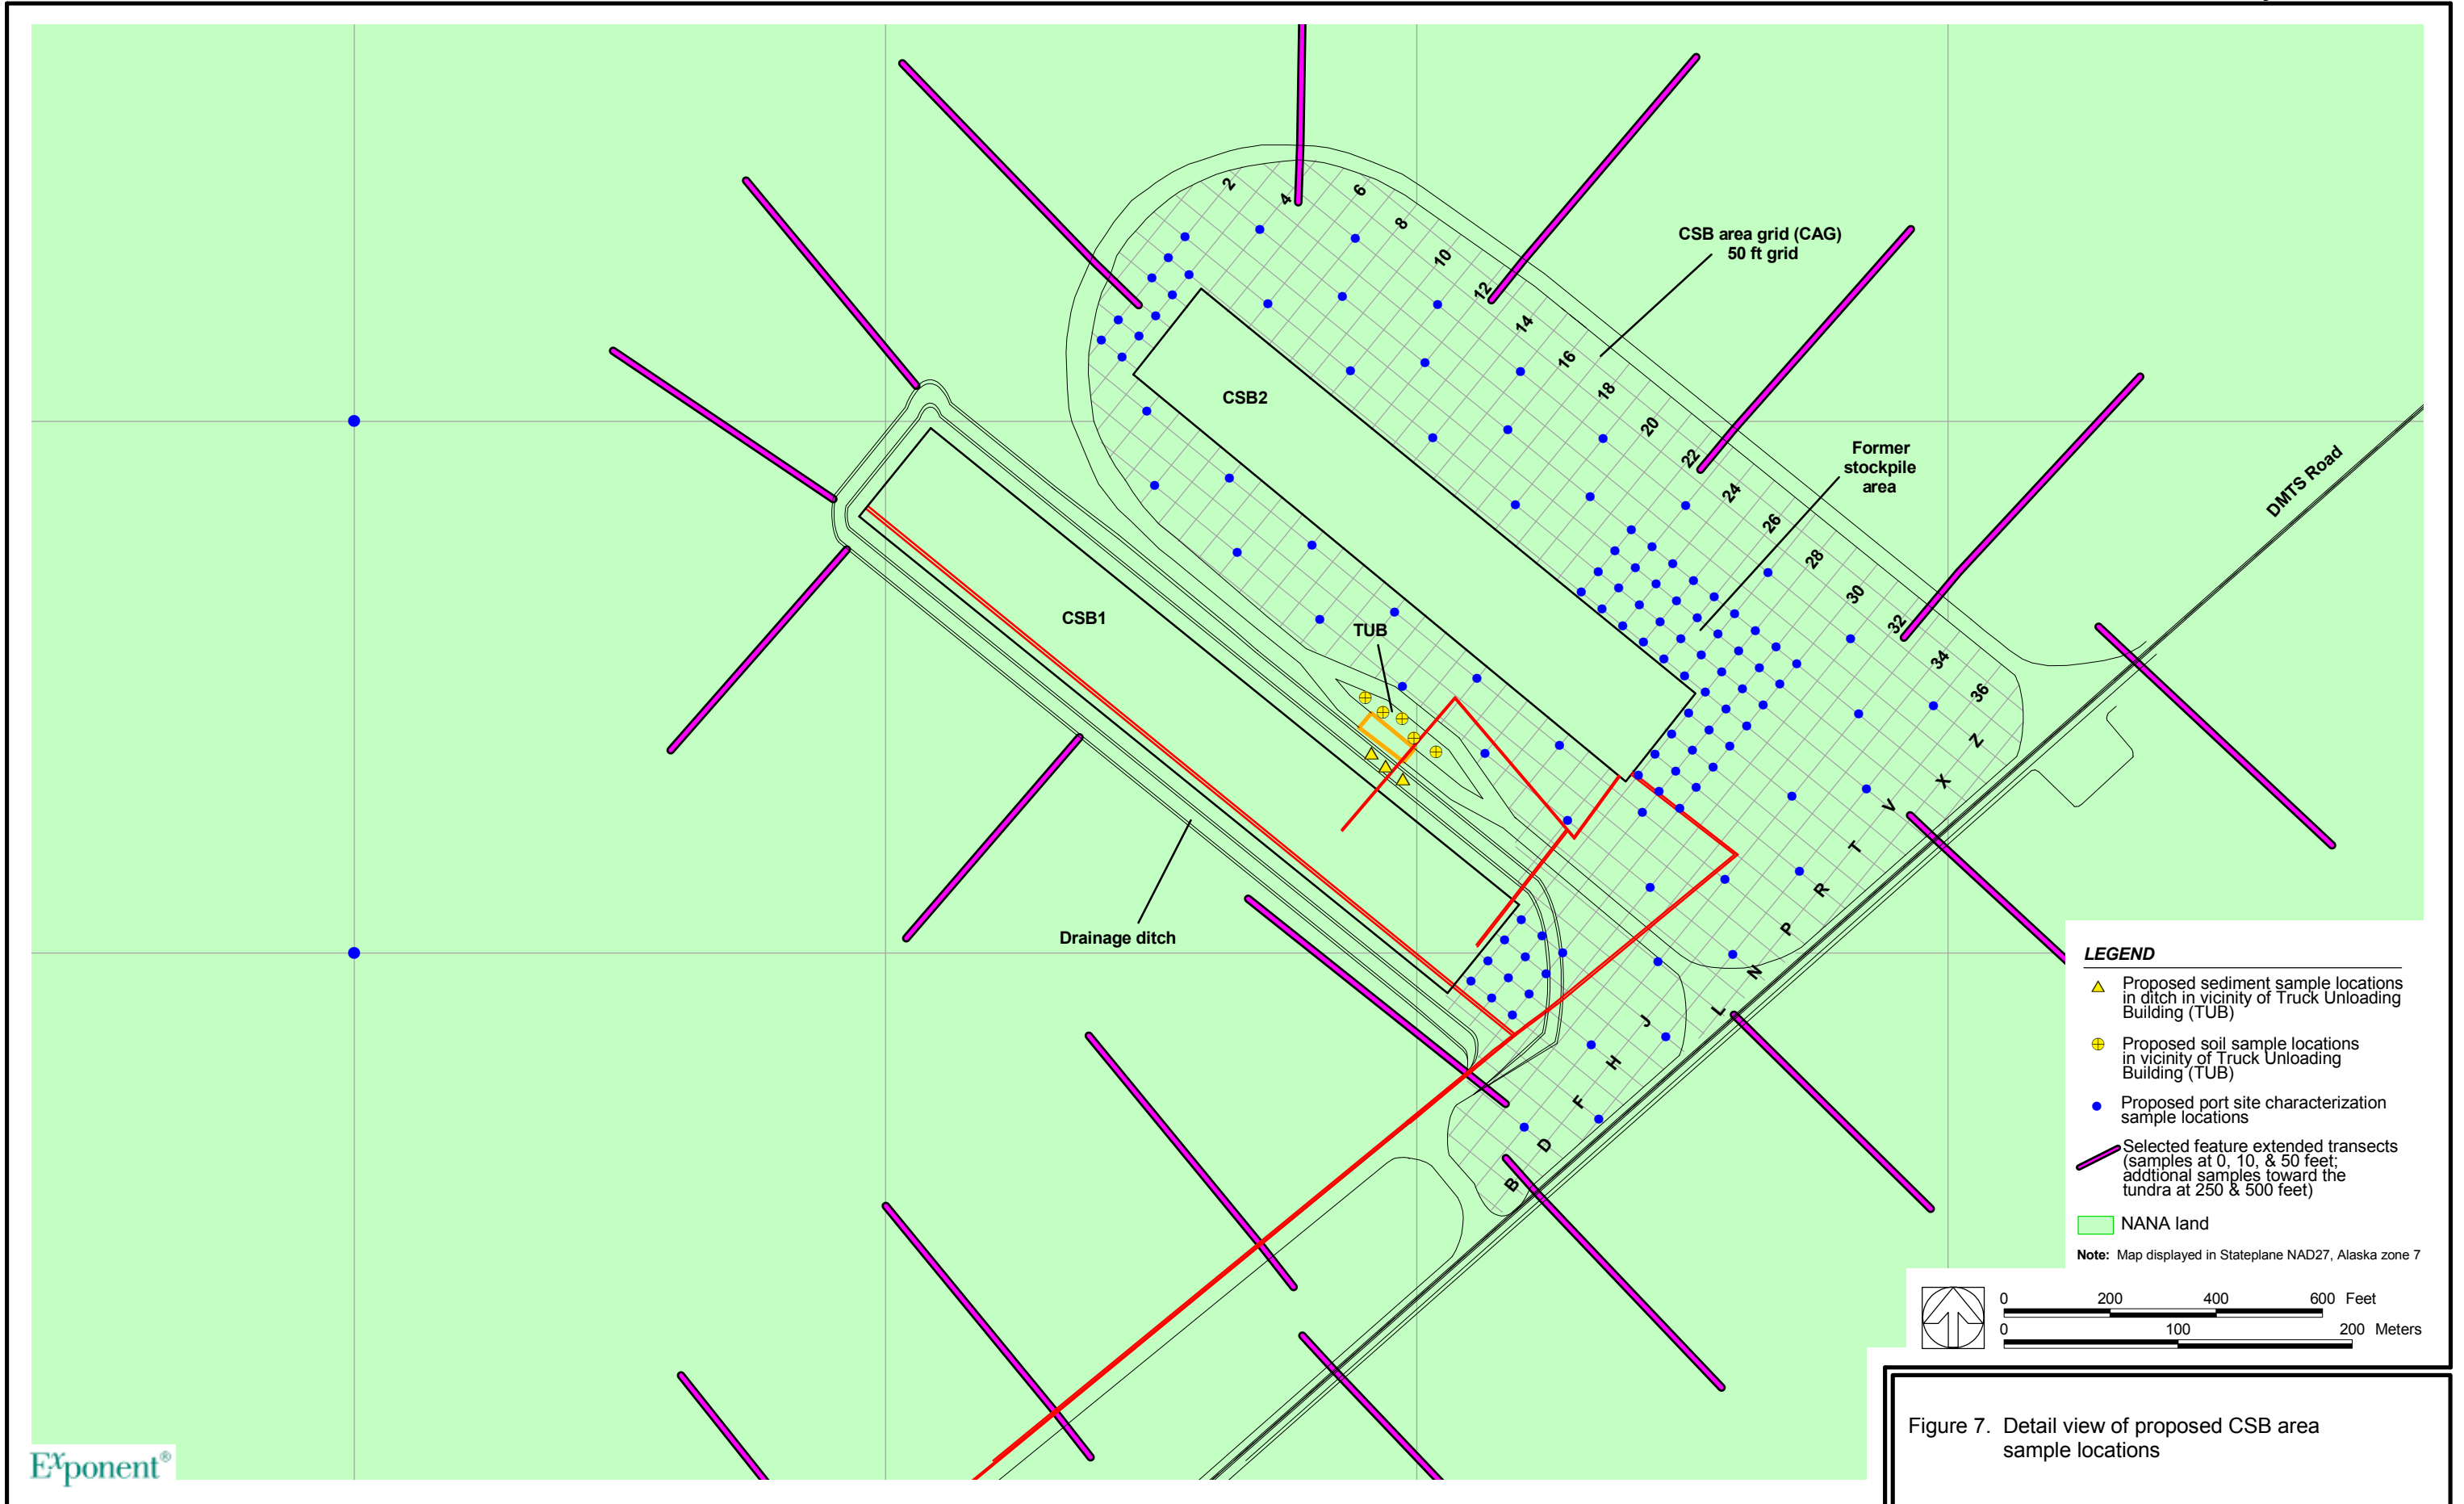 2
4
6
8
10
12
14
16
18
20
22
24
26
28
30
32
34
36
Z
X
V
T
R
P
N
L
J
H
F
D
B
CSB area grid (CAG)
50 ft grid
CSB2
Former
stockpile
area
DMTS Road
CSB1
TUB
Drainage ditch
LEGEND
Proposed sediment sample locations
in ditch in vicinity of Truck Unloading
Building (TUB)
Proposed soil sample locations
in vicinity of Truck Unloading
Building (TUB)
Proposed port site characterization
sample locations
Selected feature extended transects
(samples at 0, 10, & 50 feet;
addtional samples toward the
tundra at 250 & 500 feet)
NANA land
Note: Map displayed in Stateplane NAD27, Alaska zone 7
0 200 400 600 Feet
0 100 200 Meters
Figure 7. Detail view of proposed CSB area
sample locations
Exponent®